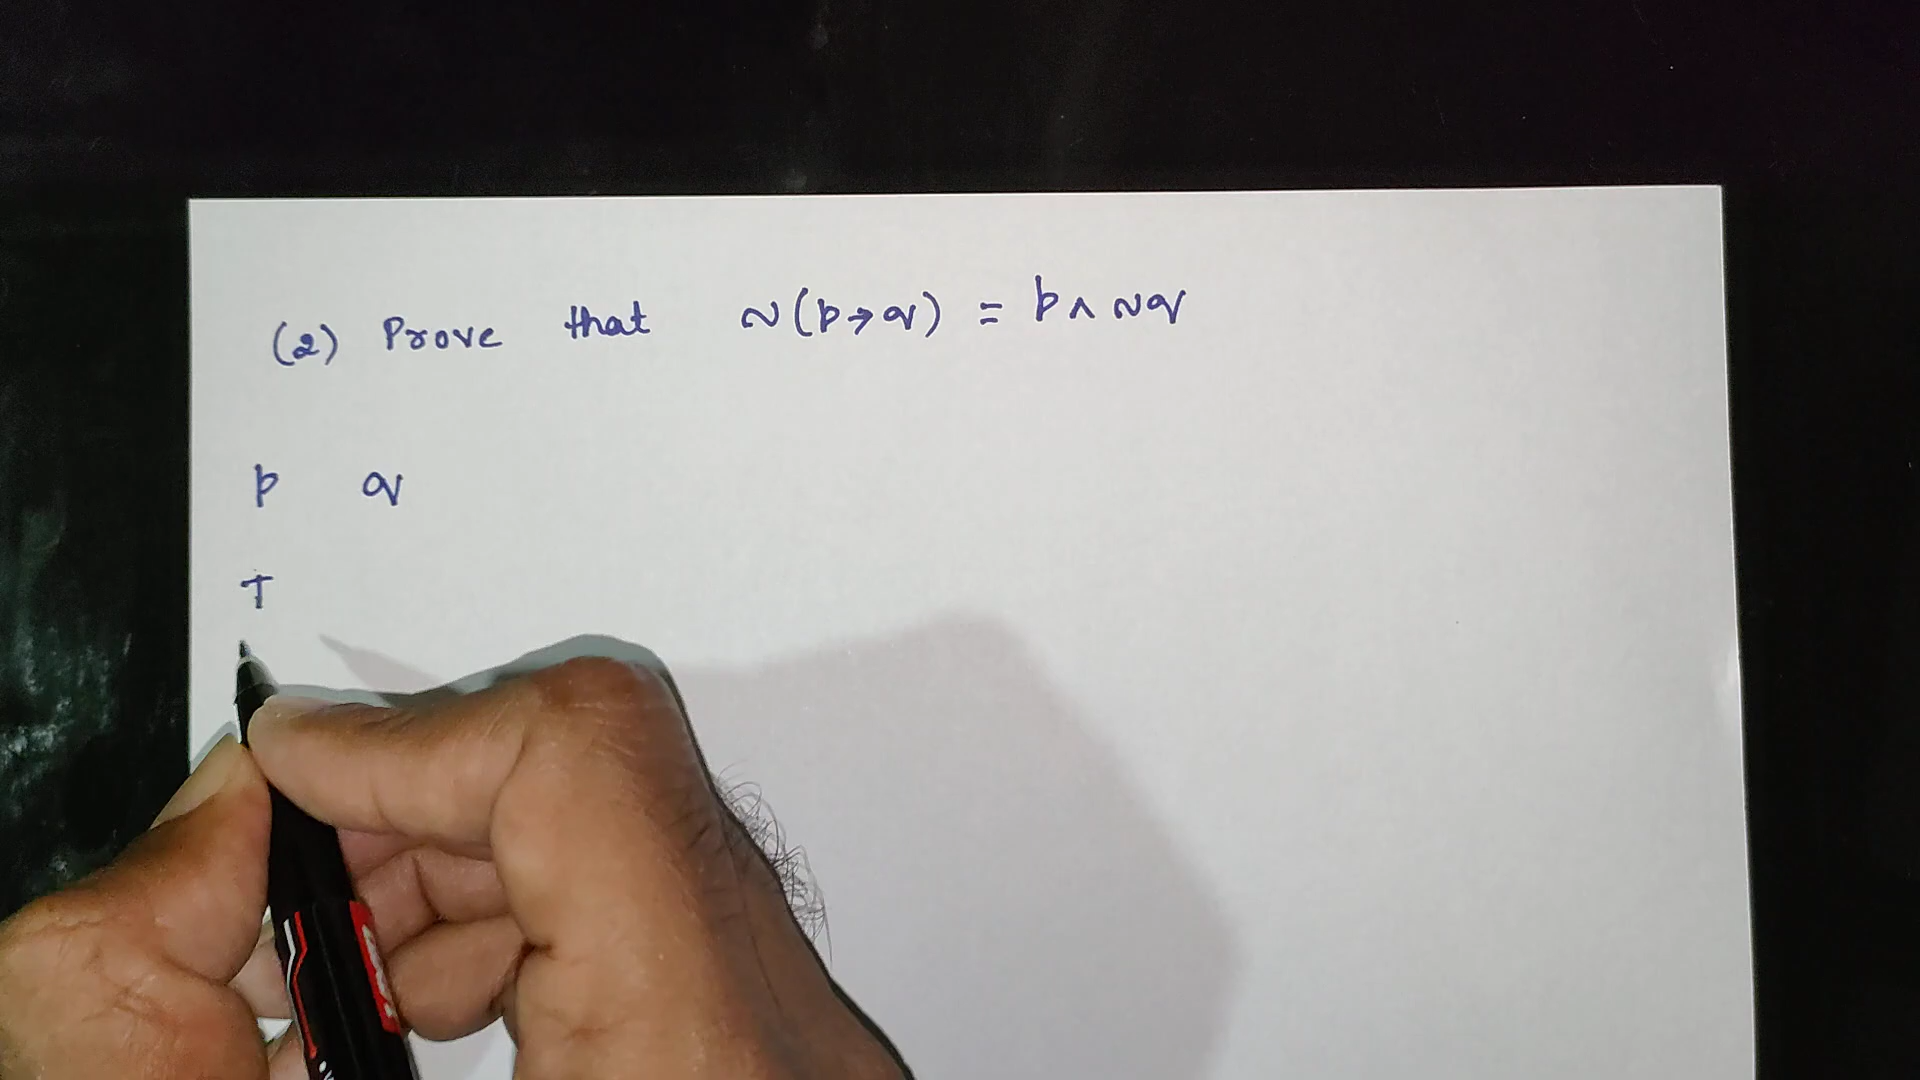 (2) Prove that ~(p→q) = p ∧ ~q
p q
T